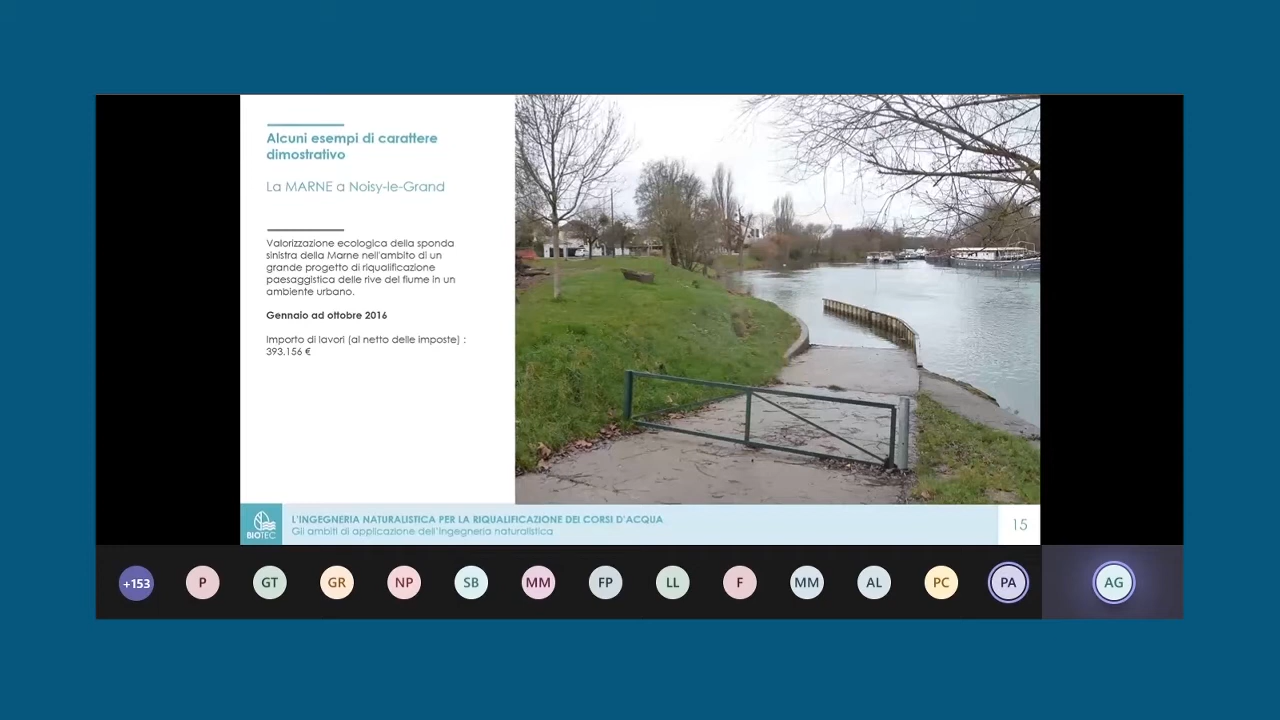 Alcuni esempi di carattere
dimostrativo
La MARNE a Noisy-le-Grand
Valorizzazione ecologica della sponda
sinistra della Marne nell'ambito di un
grande progetto di riqualificazione
paesaggistica delle rive del fiume in un
ambiente urbano.
Gennaio ad ottobre 2016
Importo di lavori (al netto delle imposte) :
393.156 €
BIOTEC
L'INGEGNERIA NATURALISTICA PER LA RIQUALIFICAZIONE DEI CORSI D'ACQUA
Gli ambiti di applicazione dell'ingegneria naturalistica
15
+153 P GT GR NP SB MM FP LL F MM AL PC PA AG